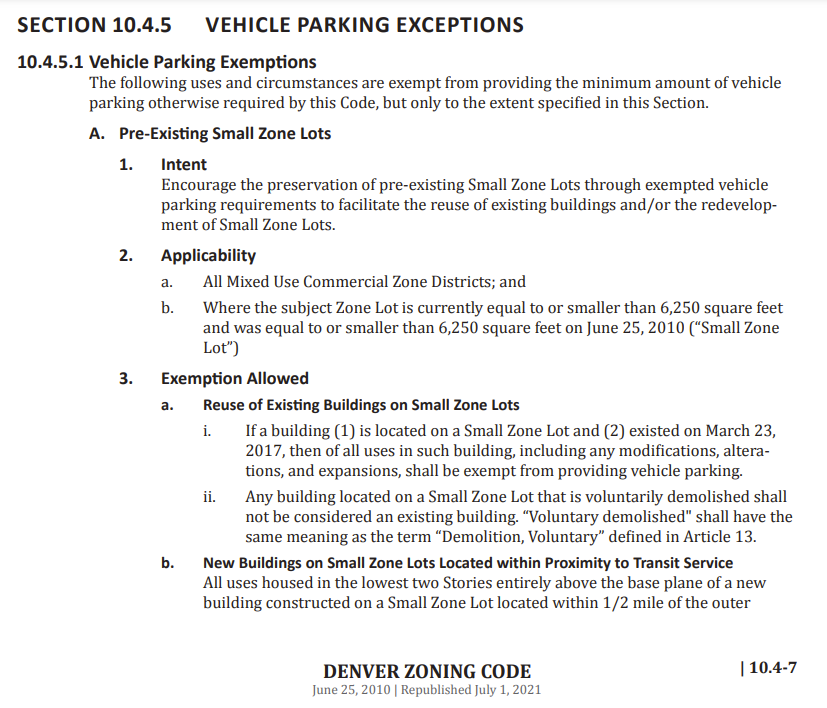 SECTION 10.4.5 VEHICLE PARKING EXCEPTIONS
10.4.5.1 Vehicle Parking Exemptions
The following uses and circumstances are exempt from providing the minimum amount of vehicle
parking otherwise required by this Code, but only to the extent specified in this Section.
A. Pre-Existing Small Zone Lots
1. Intent
Encourage the preservation of pre-existing Small Zone Lots through exempted vehicle
parking requirements to facilitate the reuse of existing buildings and/or the redevelop-
ment of Small Zone Lots.
2. Applicability
a. All Mixed Use Commercial Zone Districts; and
b. Where the subject Zone Lot is currently equal to or smaller than 6,250 square feet
and was equal to or smaller than 6,250 square feet on June 25, 2010 (“Small Zone
Lot”)
3. Exemption Allowed
a. Reuse of Existing Buildings on Small Zone Lots
i. If a building (1) is located on a Small Zone Lot and (2) existed on March 23,
2017, then of all uses in such building, including any modifications, altera-
tions, and expansions, shall be exempt from providing vehicle parking.
ii. Any building located on a Small Zone Lot that is voluntarily demolished shall
not be considered an existing building. “Voluntary demolished" shall have the
same meaning as the term “Demolition, Voluntary” defined in Article 13.
b. New Buildings on Small Zone Lots Located within Proximity to Transit Service
All uses housed in the lowest two Stories entirely above the base plane of a new
building constructed on a Small Zone Lot located within 1/2 mile of the outer
DENVER ZONING CODE
June 25, 2010 | Republished July 1, 2021
| 10.4-7